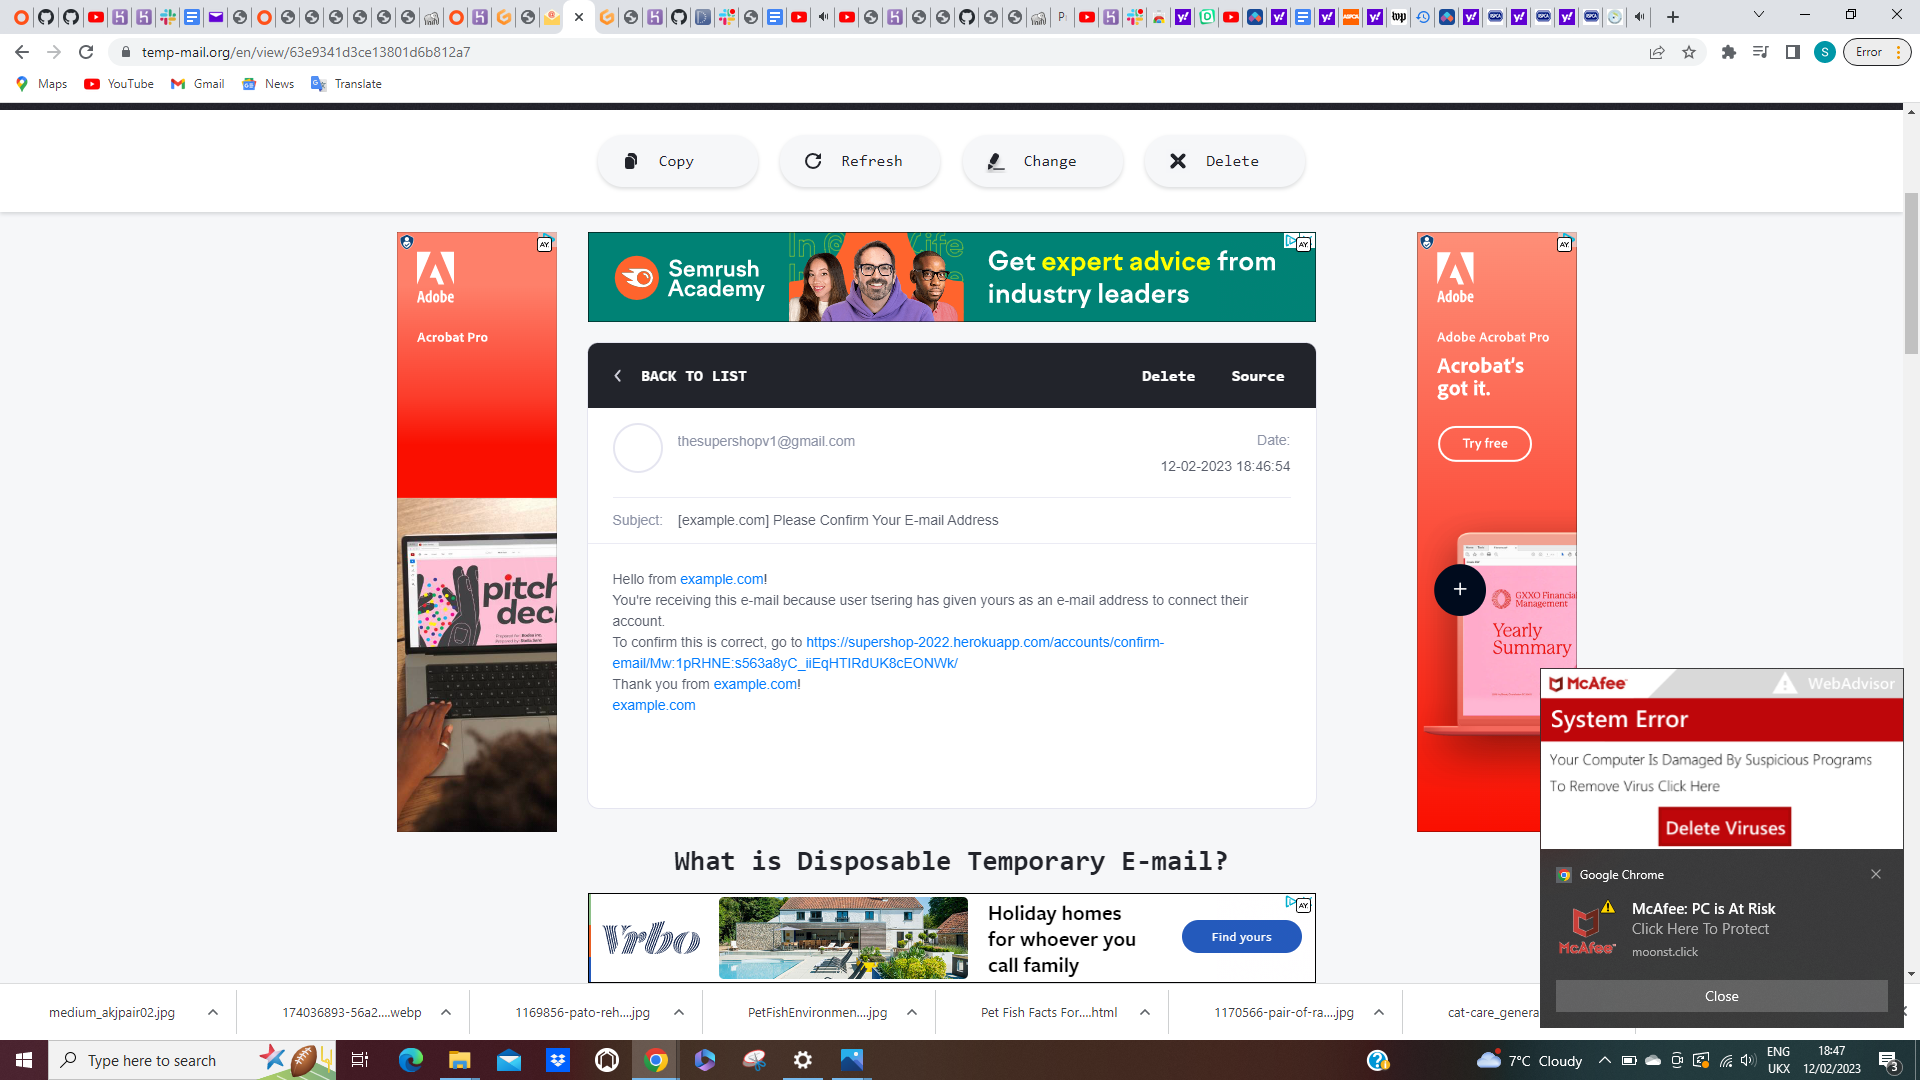 temp-mail.org/en/view/63e9341d3ce13801d6b812a7
S
Error
Maps
YouTube
Gmail
News
Translate
Copy
Refresh
Change
Delete
Adobe
Acrobat Pro
Semrush
Academy
Get expert advice from
industry leaders
Adobe
Adobe Acrobat Pro
Acrobat's
got it.
Try free
BACK TO LIST
Delete
Source
thesupershopv1@gmail.com
Date:
12-02-2023 18:46:54
Subject: [example.com] Please Confirm Your E-mail Address
Hello from example.com!
You're receiving this e-mail because user tsering has given yours as an e-mail address to connect their
account.
To confirm this is correct, go to https://supershop-2022.herokuapp.com/accounts/confirm-
email/Mw:1pRHNE:s563a8yC_iiEqHTIRdUK8cEONWk/
Thank you from example.com!
example.com
pitch
deck
GXXO Financial
Management
Yearly
Summary
McAfee
WebAdvisor
System Error
Your Computer Is Damaged By Suspicious Programs
To Remove Virus Click Here
Delete Viruses
Google Chrome
McAfee: PC is At Risk
Click Here To Protect
moonst.click
McAfee
Close
What is Disposable Temporary E-mail?
Vrbo
Holiday homes
for whoever you
call family
Find yours
medium_akjpair02.jpg
174036893-56a2....webp
1169856-pato-reh....jpg
PetFishEnvironmen....jpg
Pet Fish Facts For....html
1170566-pair-of-ra....jpg
cat-care_genera
Type here to search
7°C Cloudy
ENG
UKX
18:47
12/02/2023
3